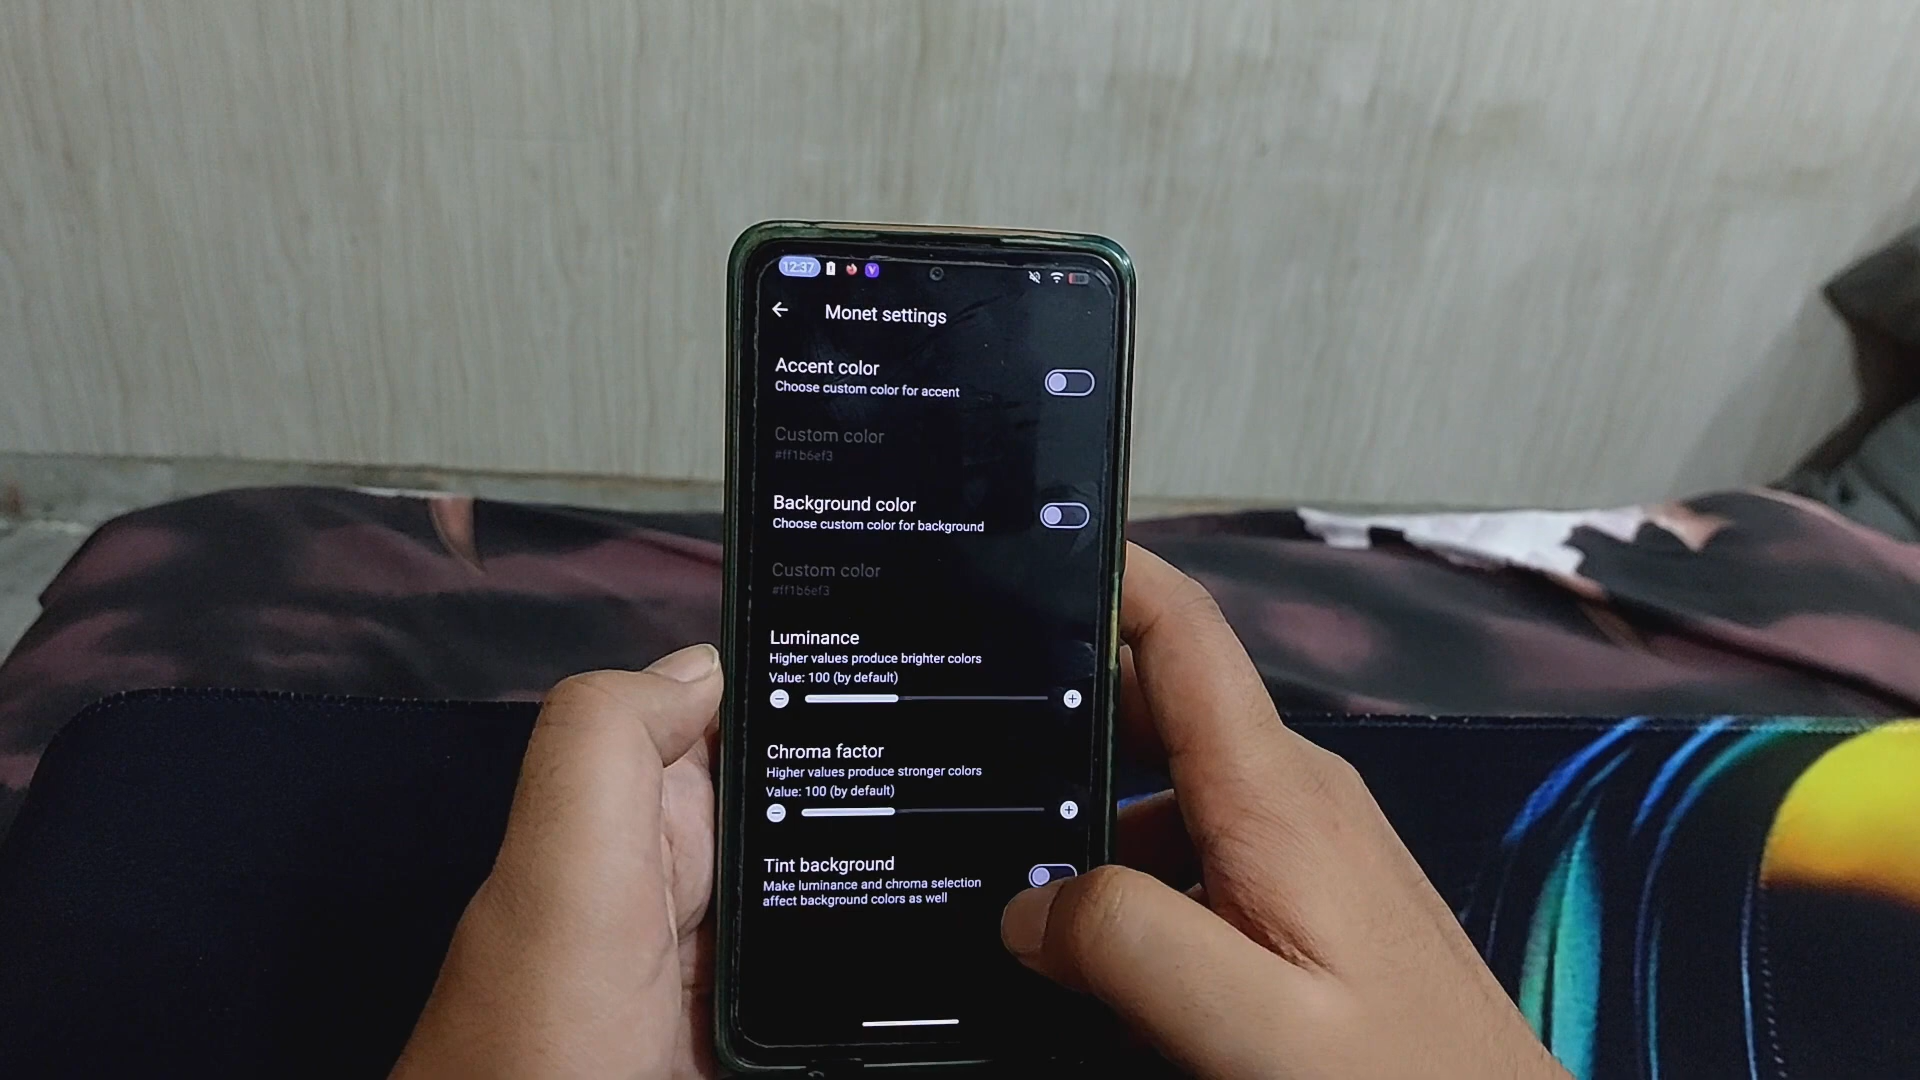 12:37
Monet settings
Accent color
Choose custom color for accent
Custom color
#ff1b6ef3
Background color
Choose custom color for background
Custom color
#ff1b6ef3
Luminance
Higher values produce brighter colors
Value: 100 (by default)
Chroma factor
Higher values produce stronger colors
Value: 100 (by default)
Tint background
Make luminance and chroma selection
affect background colors as well